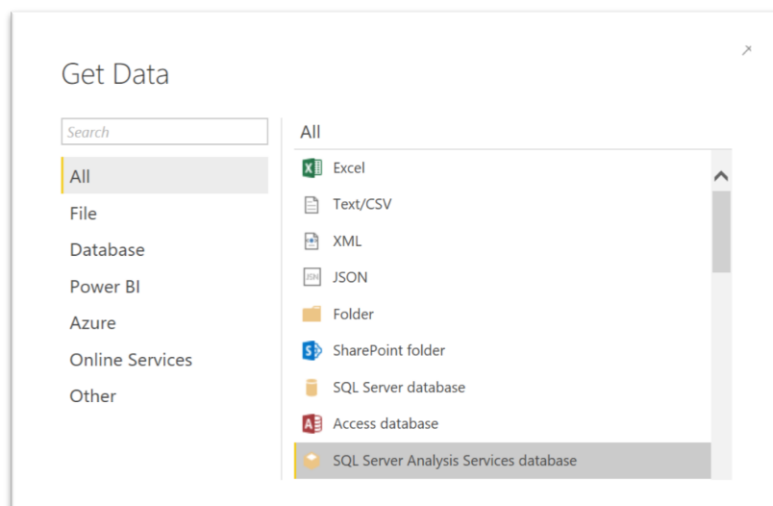 Get Data
Search
All
File
Database
Power BI
Azure
Online Services
Other
All
Excel
Text/CSV
XML
JSON
Folder
SharePoint folder
SQL Server database
Access database
SQL Server Analysis Services database